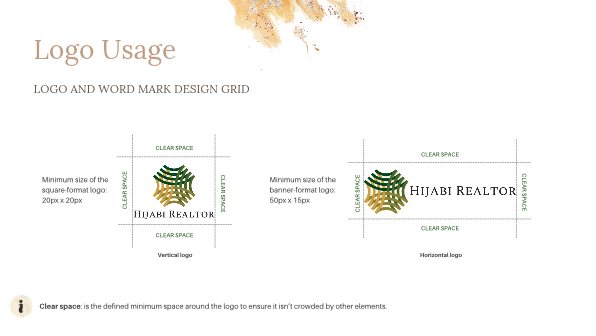 Logo Usage
LOGO AND WORD MARK DESIGN GRID
CLEAR SPACE
Minimum size of the
square-format logo:
20px x 20px
CLEAR SPACE
HIJABI REALTOR
CLEAR SPACE
CLEAR SPACE
Vertical logo
CLEAR SPACE
Minimum size of the
banner-format logo:
50px x 15px
CLEAR SPACE
HIJABI REALTOR
CLEAR SPACE
CLEAR SPACE
Horizontal logo
i
Clear space: is the defined minimum space around the logo to ensure it isn't crowded by other elements.